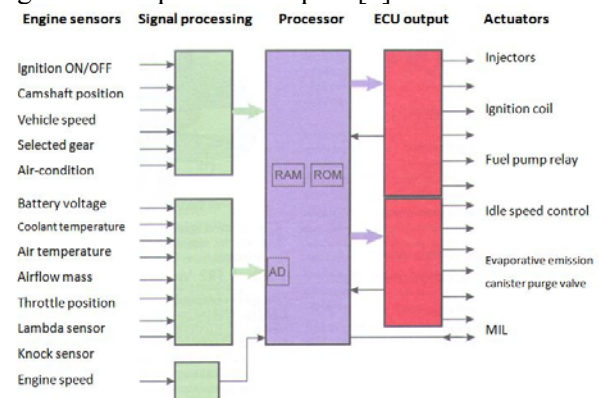 Engine sensors Signal processing Processor ECU output Actuators
Ignition ON/OFF
Camshaft position
Vehicle speed
Selected gear
Air-condition
Battery voltage
Coolant temperature
Air temperature
Airflow mass
Throttle position
Lambda sensor
Knock sensor
Engine speed
RAM ROM
AD
Injectors
Ignition coil
Fuel pump relay
Idle speed control
Evaporative emission
canister purge valve
MIL